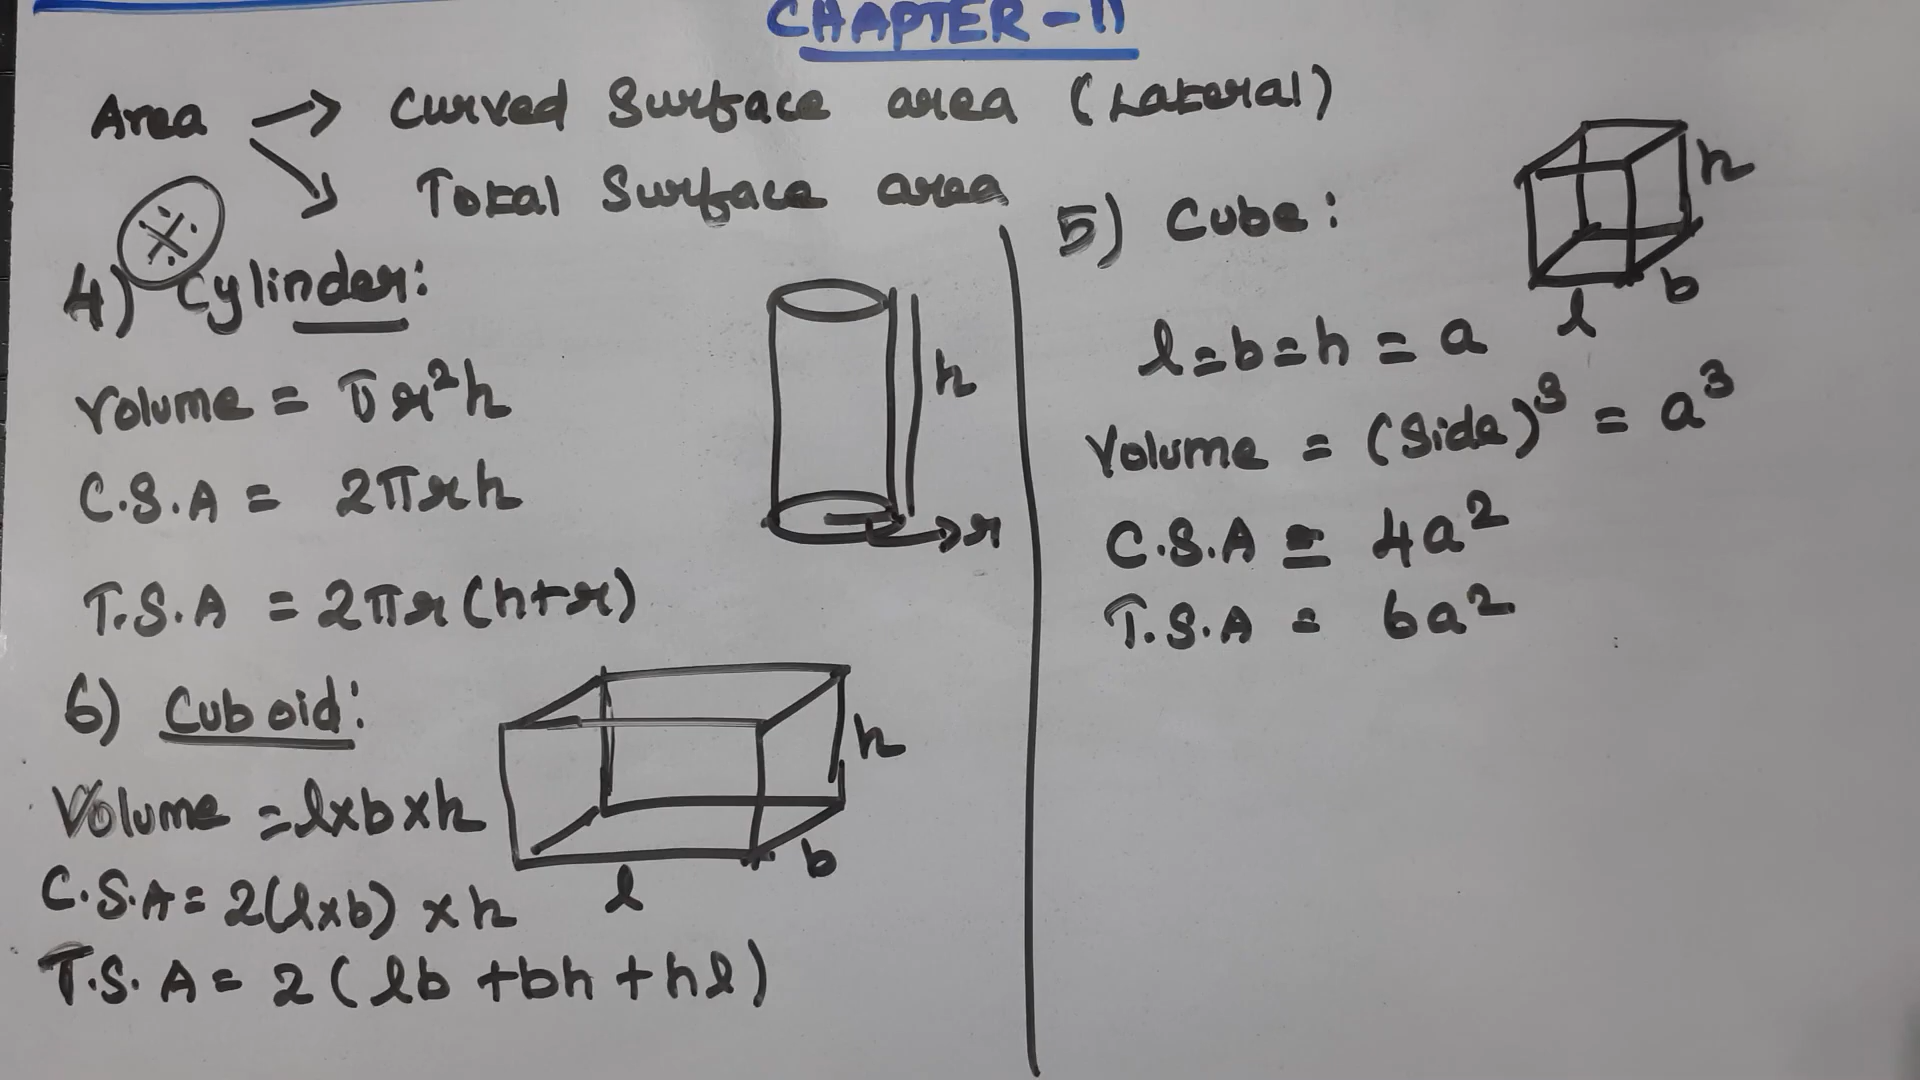 CHAPTER - 11
Area → Curved Surface area (Lateral)
↘ Total Surface area
4) Cylinder:
Volume = πr²h
C.S.A = 2πrh
T.S.A = 2πr(h+r)
h
r
6) Cuboid:
Volume = l×b×h
C.S.A = 2(l×b) ×h
T.S.A = 2(lb +bh +hl)
h
b
l
5) Cube:
h
b
l
l=b=h = a
Volume = (Side)³ = a³
C.S.A = 4a²
T.S.A = 6a²